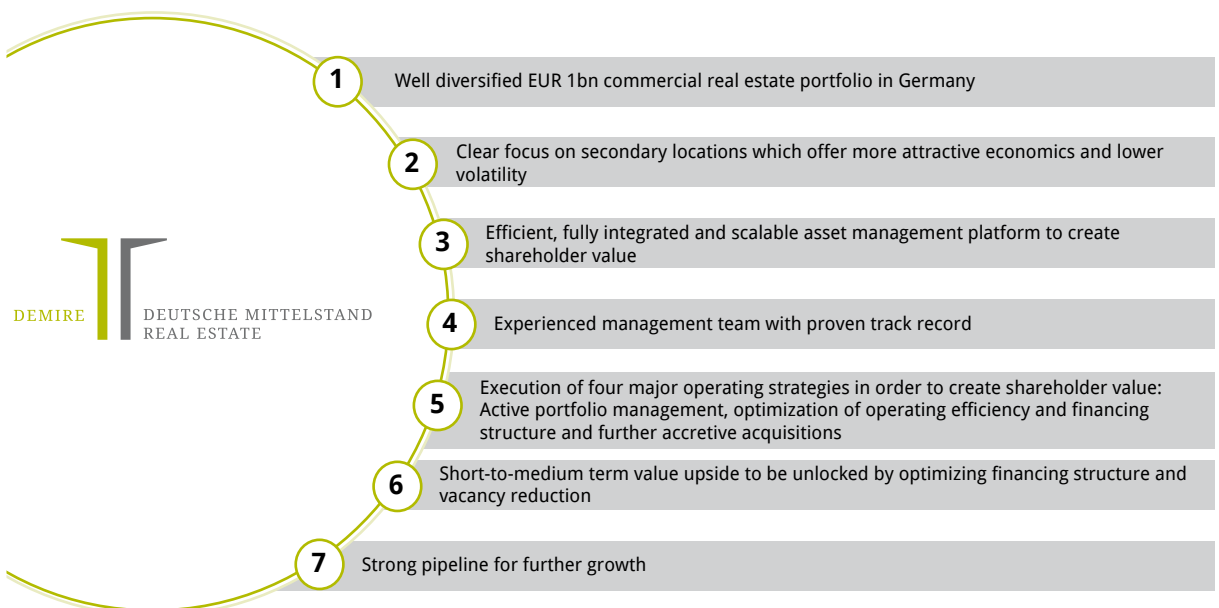 1
Well diversified EUR 1bn commercial real estate portfolio in Germany
2
Clear focus on secondary locations which offer more attractive economics and lower
volatility
3
Efficient, fully integrated and scalable asset management platform to create
shareholder value
DEMIRE
DEUTSCHE MITTELSTAND
REAL ESTATE
4
Experienced management team with proven track record
5
Execution of four major operating strategies in order to create shareholder value:
Active portfolio management, optimization of operating efficiency and financing
structure and further accretive acquisitions
6
Short-to-medium term value upside to be unlocked by optimizing financing structure and
vacancy reduction
7
Strong pipeline for further growth